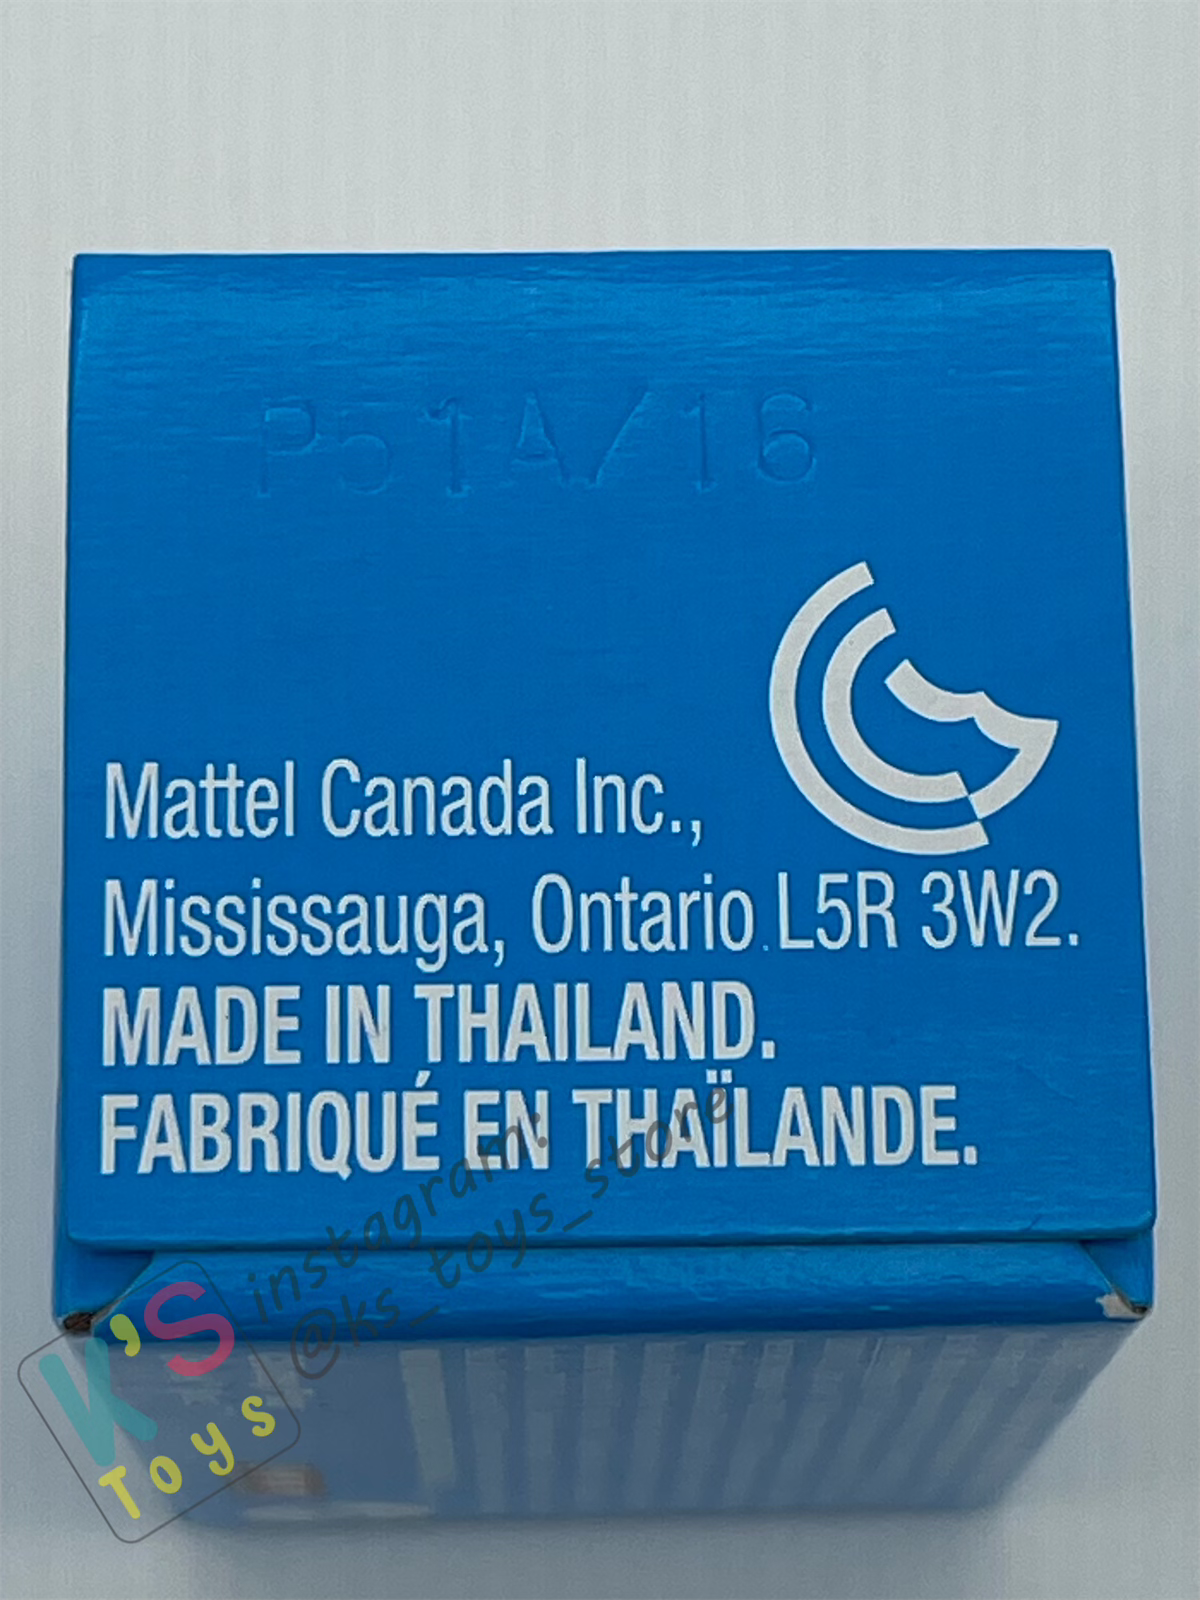 P51A/16
Mattel Canada Inc.,
Mississauga, Ontario L5R 3W2.
MADE IN THAILAND.
FABRIQUÉ EN THAÏLANDE.
instagram:
@ks_toys_store
K'S
Toys